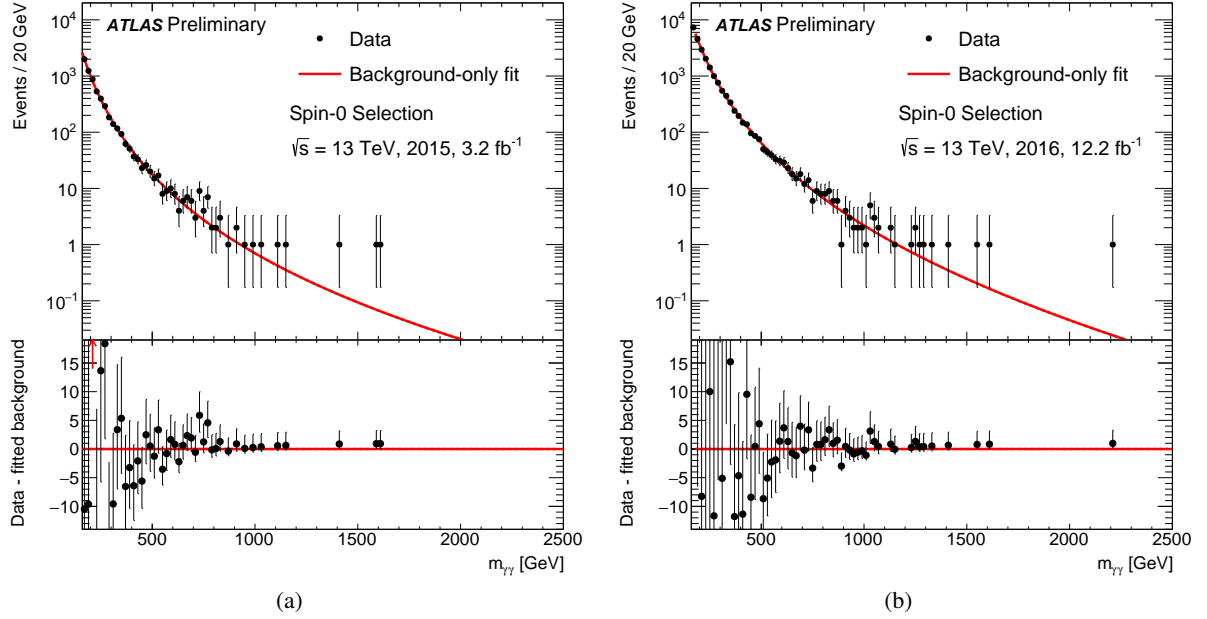 Events / 20 GeV
10⁴
10³
10²
10
1
10⁻¹
ATLAS Preliminary
Data
Background-only fit
Spin-0 Selection
√s = 13 TeV, 2015, 3.2 fb⁻¹
Data - fitted background
15
10
5
0
−5
−10
500 1000 1500 2000 2500
mγγ [GeV]
(a)
Events / 20 GeV
10⁴
10³
10²
10
1
10⁻¹
ATLAS Preliminary
Data
Background-only fit
Spin-0 Selection
√s = 13 TeV, 2016, 12.2 fb⁻¹
Data - fitted background
15
10
5
0
−5
−10
500 1000 1500 2000 2500
mγγ [GeV]
(b)